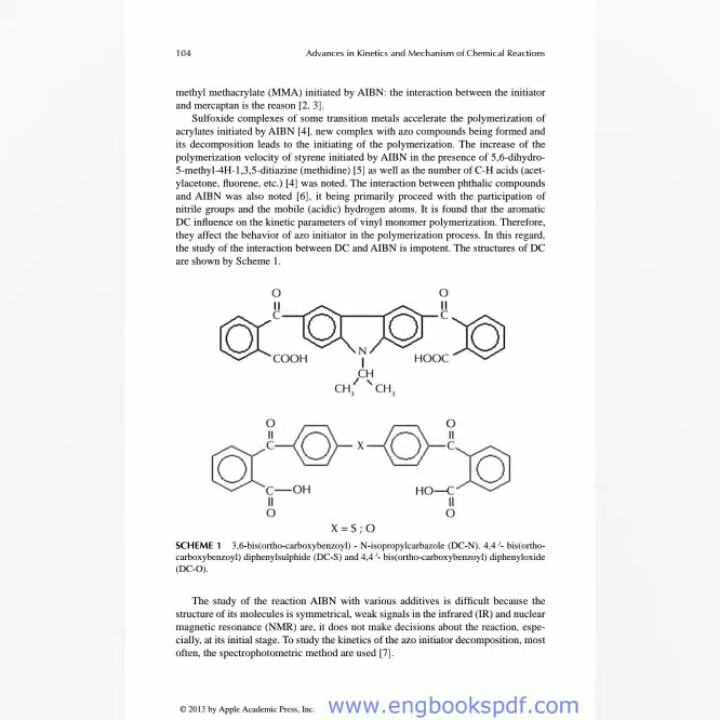 104
Advances in Kinetics and Mechanism of Chemical Reactions
methyl methacrylate (MMA) initiated by AIBN: the interaction between the initiator
and mercaptan is the reason [2, 3].
Sulfoxide complexes of some transition metals accelerate the polymerization of
acrylates initiated by AIBN [4], new complex with azo compounds being formed and
its decomposition leads to the initiating of the polymerization. The increase of the
polymerization velocity of styrene initiated by AIBN in the presence of 5,6-dihydro-
5-methyl-4H-1,3,5-ditiazine (methidine) [5] as well as the number of C-H acids (acet-
ylacetone, fluorene, etc.) [4] was noted. The interaction between phthalic compounds
and AIBN was also noted [6], it being primarily proceed with the participation of
nitrile groups and the mobile (acidic) hydrogen atoms. It is found that the aromatic
DC influence on the kinetic parameters of vinyl monomer polymerization. Therefore,
they affect the behavior of azo initiator in the polymerization process. In this regard,
the study of the interaction between DC and AIBN is impotent. The structures of DC
are shown by Scheme 1.
O O
C C
COOH N HOOC
CH
CH₃ CH₃
O O
C X C
C—OH HO—C
O O
X = S ; O
SCHEME 1 3,6-bis(ortho-carboxybenzoyl) - N-isopropylcarbazole (DC-N). 4,4 ′- bis(ortho-
carboxybenzoyl) diphenylsulphide (DC-S) and 4,4 ′- bis(ortho-carboxybenzoyl) diphenyloxide
(DC-O).
The study of the reaction AIBN with various additives is difficult because the
structure of its molecules is symmetrical, weak signals in the infrared (IR) and nuclear
magnetic resonance (NMR) are, it does not make decisions about the reaction, espe-
cially, at its initial stage. To study the kinetics of the azo initiator decomposition, most
often, the spectrophotometric method are used [7].
© 2013 by Apple Academic Press, Inc.
www.engbookspdf.com